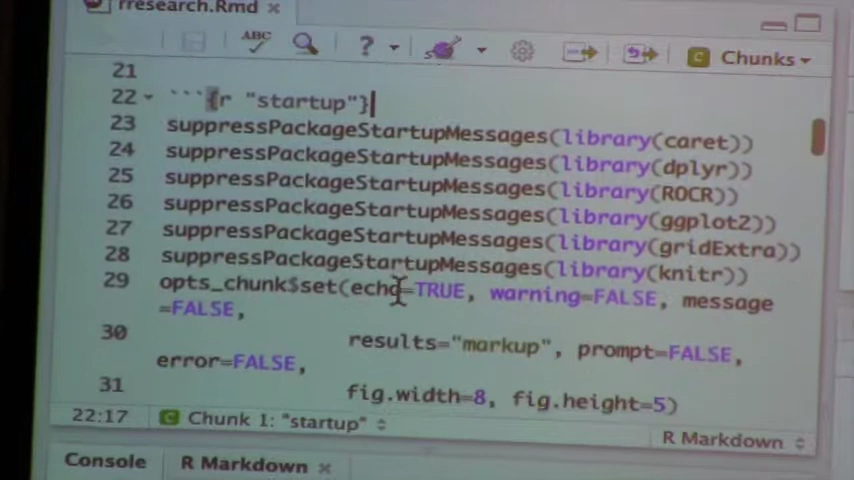 rresearch.Rmd ×
ABC
?
C Chunks
21
22 ```{r "startup"}
23 suppressPackageStartupMessages(library(caret))
24 suppressPackageStartupMessages(library(dplyr))
25 suppressPackageStartupMessages(library(ROCR))
26 suppressPackageStartupMessages(library(ggplot2))
27 suppressPackageStartupMessages(library(gridExtra))
28 suppressPackageStartupMessages(library(knitr))
29 opts_chunk$set(echo=TRUE, warning=FALSE, message
=FALSE,
30 results="markup", prompt=FALSE,
error=FALSE,
31 fig.width=8, fig.height=5)
22:17 C Chunk 1: "startup" R Markdown
Console R Markdown ×